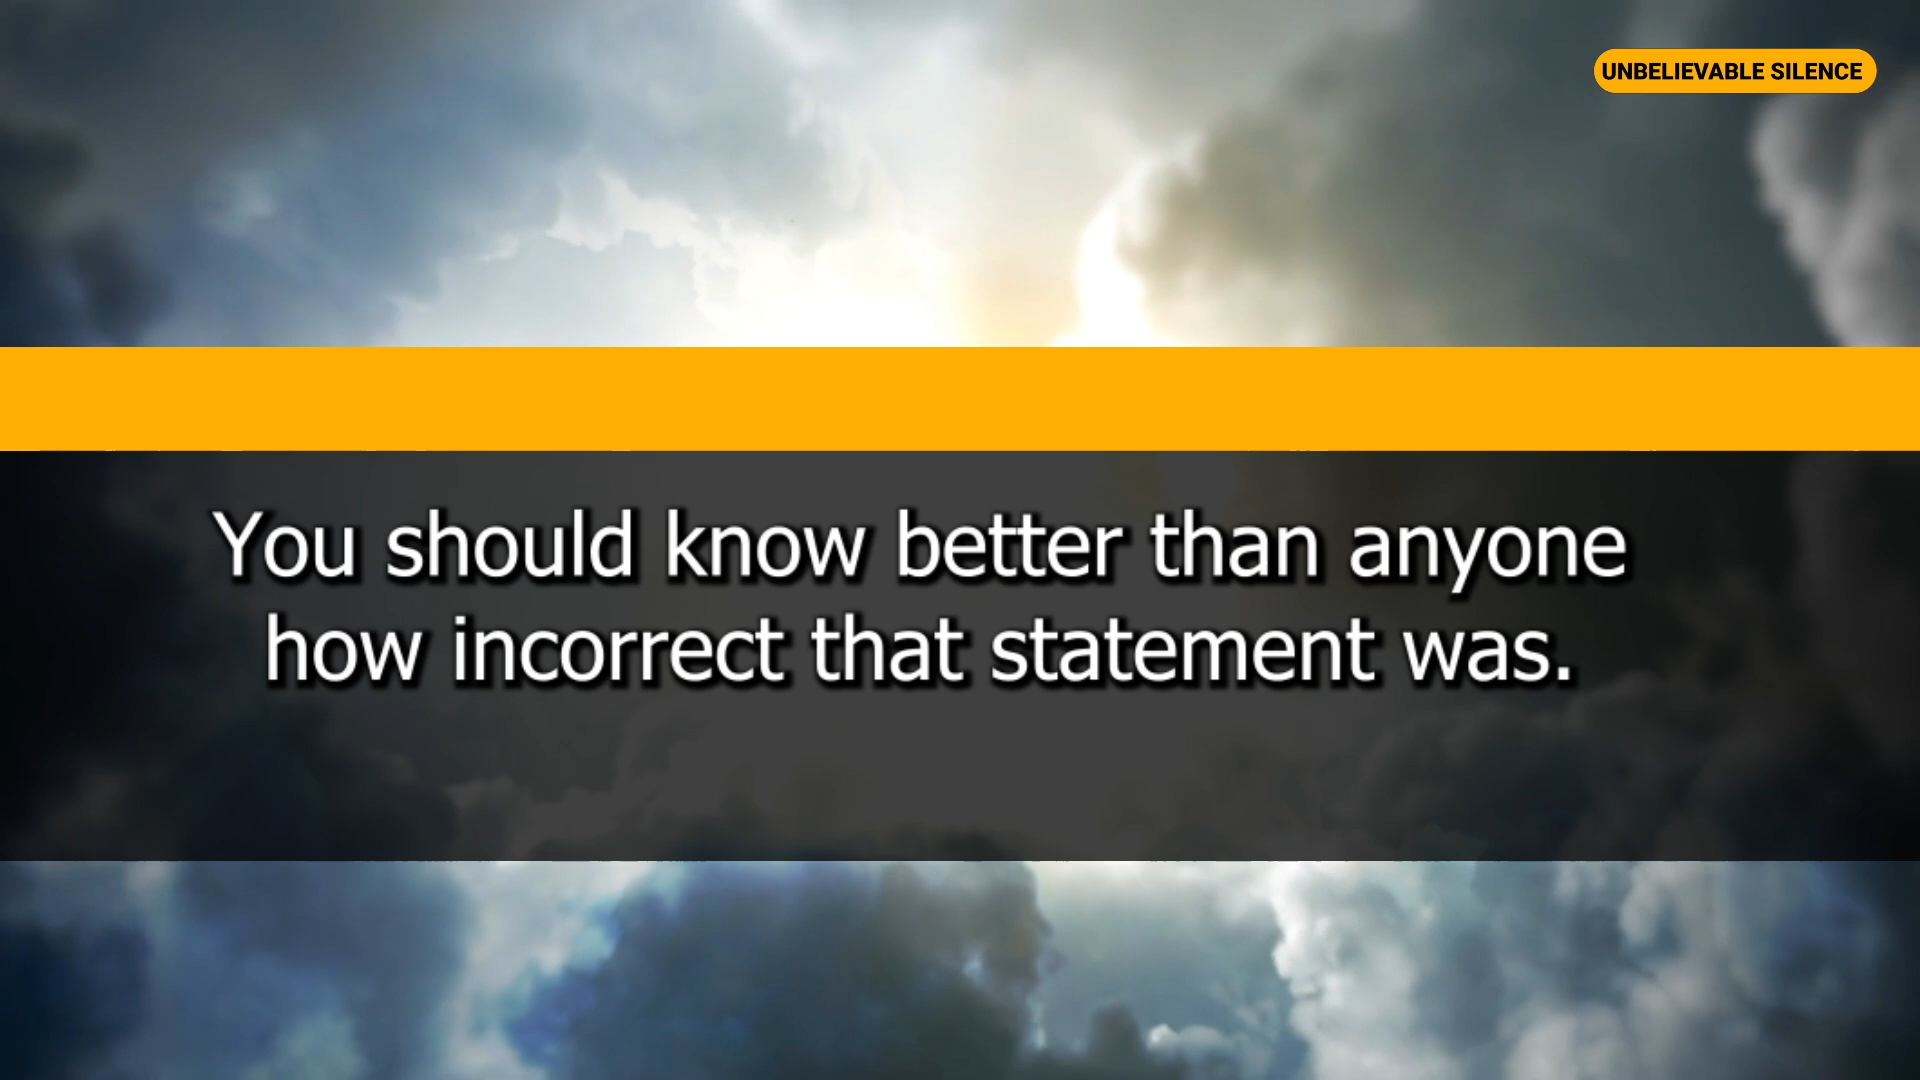 UNBELIEVABLE SILENCE
You should know better than anyone
how incorrect that statement was.